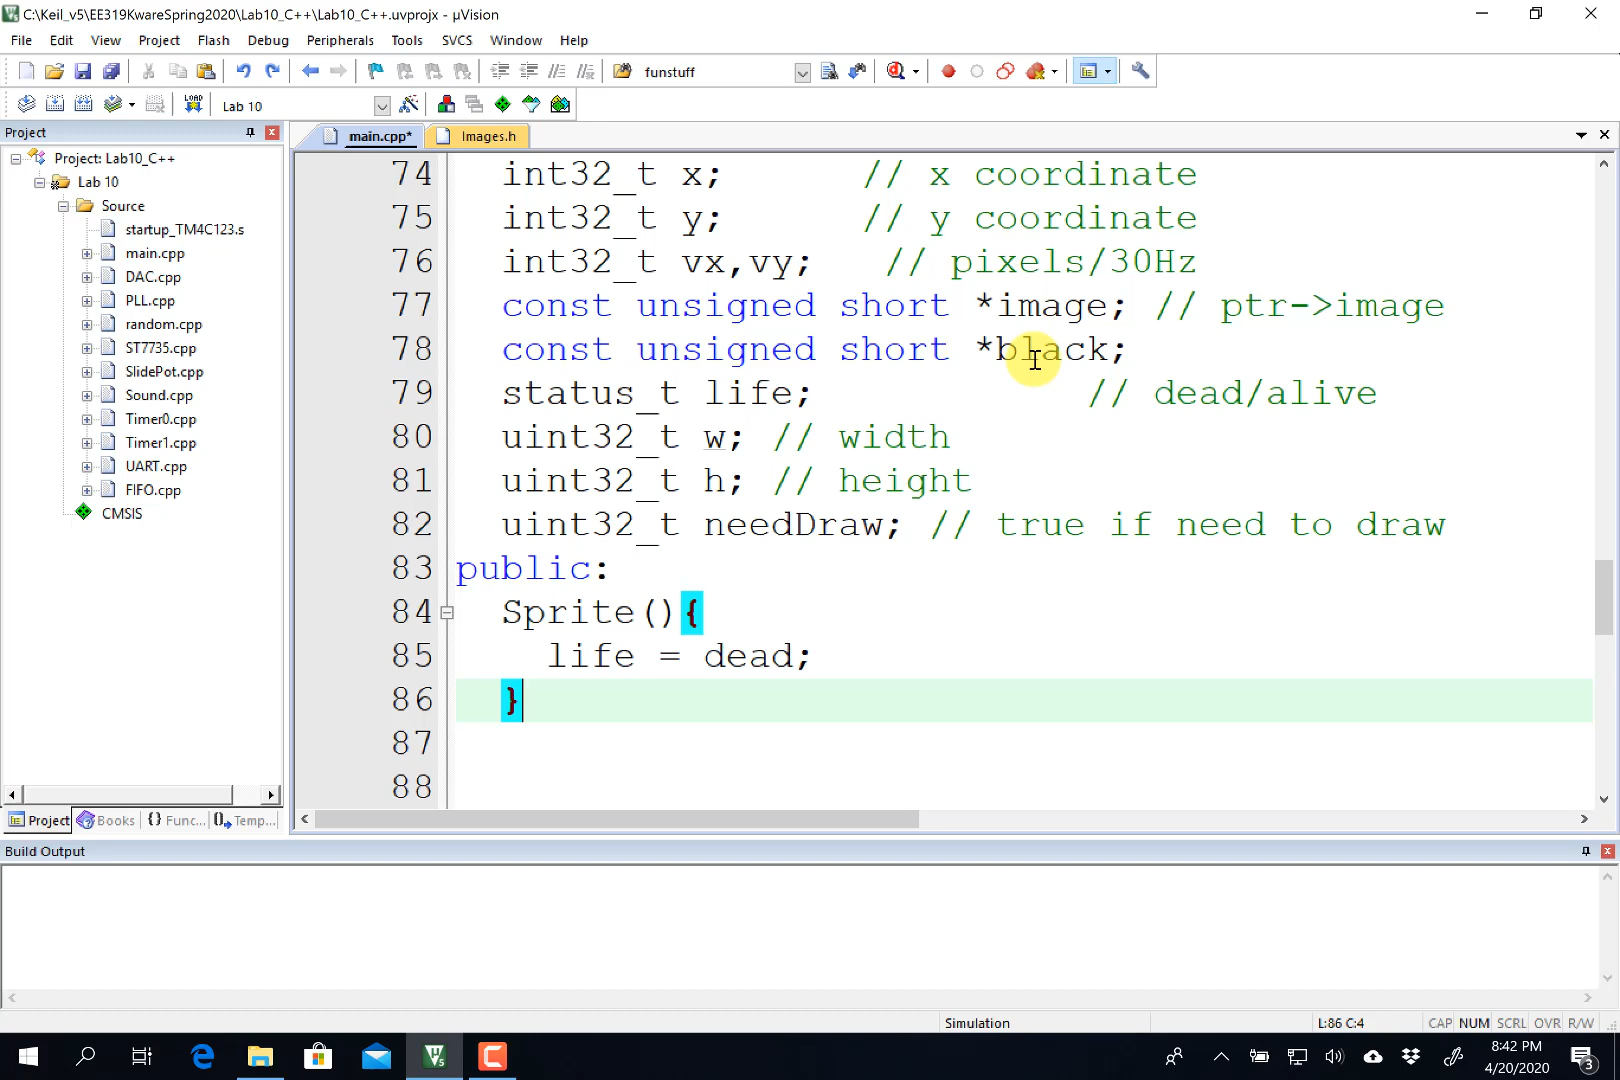 C:\Keil_v5\EE319KwareSpring2020\Lab10_C++\Lab10_C++.uvprojx - µVision
File Edit View Project Flash Debug Peripherals Tools SVCS Window Help
funstuff
LOAD Lab 10
Project
main.cpp* Images.h
Project: Lab10_C++
Lab 10
Source
startup_TM4C123.s
main.cpp
DAC.cpp
PLL.cpp
random.cpp
ST7735.cpp
SlidePot.cpp
Sound.cpp
Timer0.cpp
Timer1.cpp
UART.cpp
FIFO.cpp
CMSIS
74 int32_t x; // x coordinate
75 int32_t y; // y coordinate
76 int32_t vx,vy; // pixels/30Hz
77 const unsigned short *image; // ptr->image
78 const unsigned short *black;
79 status_t life; // dead/alive
80 uint32_t w; // width
81 uint32_t h; // height
82 uint32_t needDraw; // true if need to draw
83 public:
84 Sprite(){
85 life = dead;
86 }
87
88
Project Books {} Func... Temp...
Build Output
Simulation L:86 C:4 CAP NUM SCRL OVR R/W
8:42 PM
4/20/2020
3